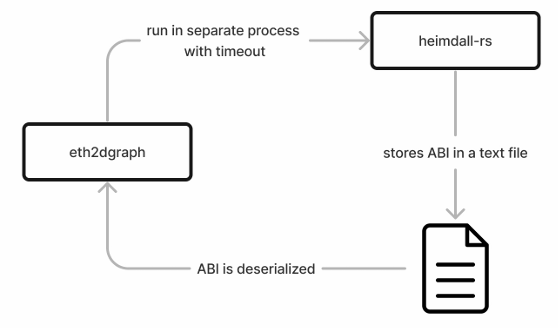 run in separate process
with timeout
heimdall-rs
eth2dgraph
stores ABI in a text file
ABI is deserialized